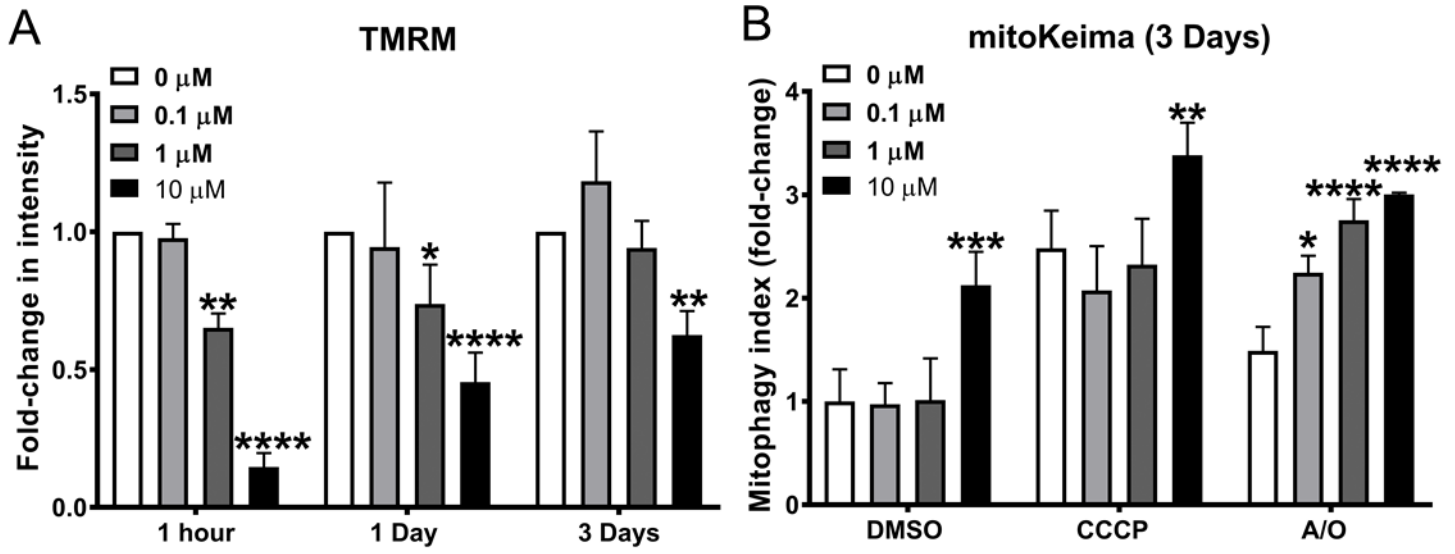 A
TMRM
0 μM
0.1 μM
1 μM
10 μM
Fold-change in intensity
1.5
1.0
0.5
0.0
**
****
*
****
**
1 hour
1 Day
3 Days
B
mitoKeima (3 Days)
0 μM
0.1 μM
1 μM
10 μM
Mitophagy index (fold-change)
4
3
2
1
0
***
**
*
****
****
DMSO
CCCP
A/O